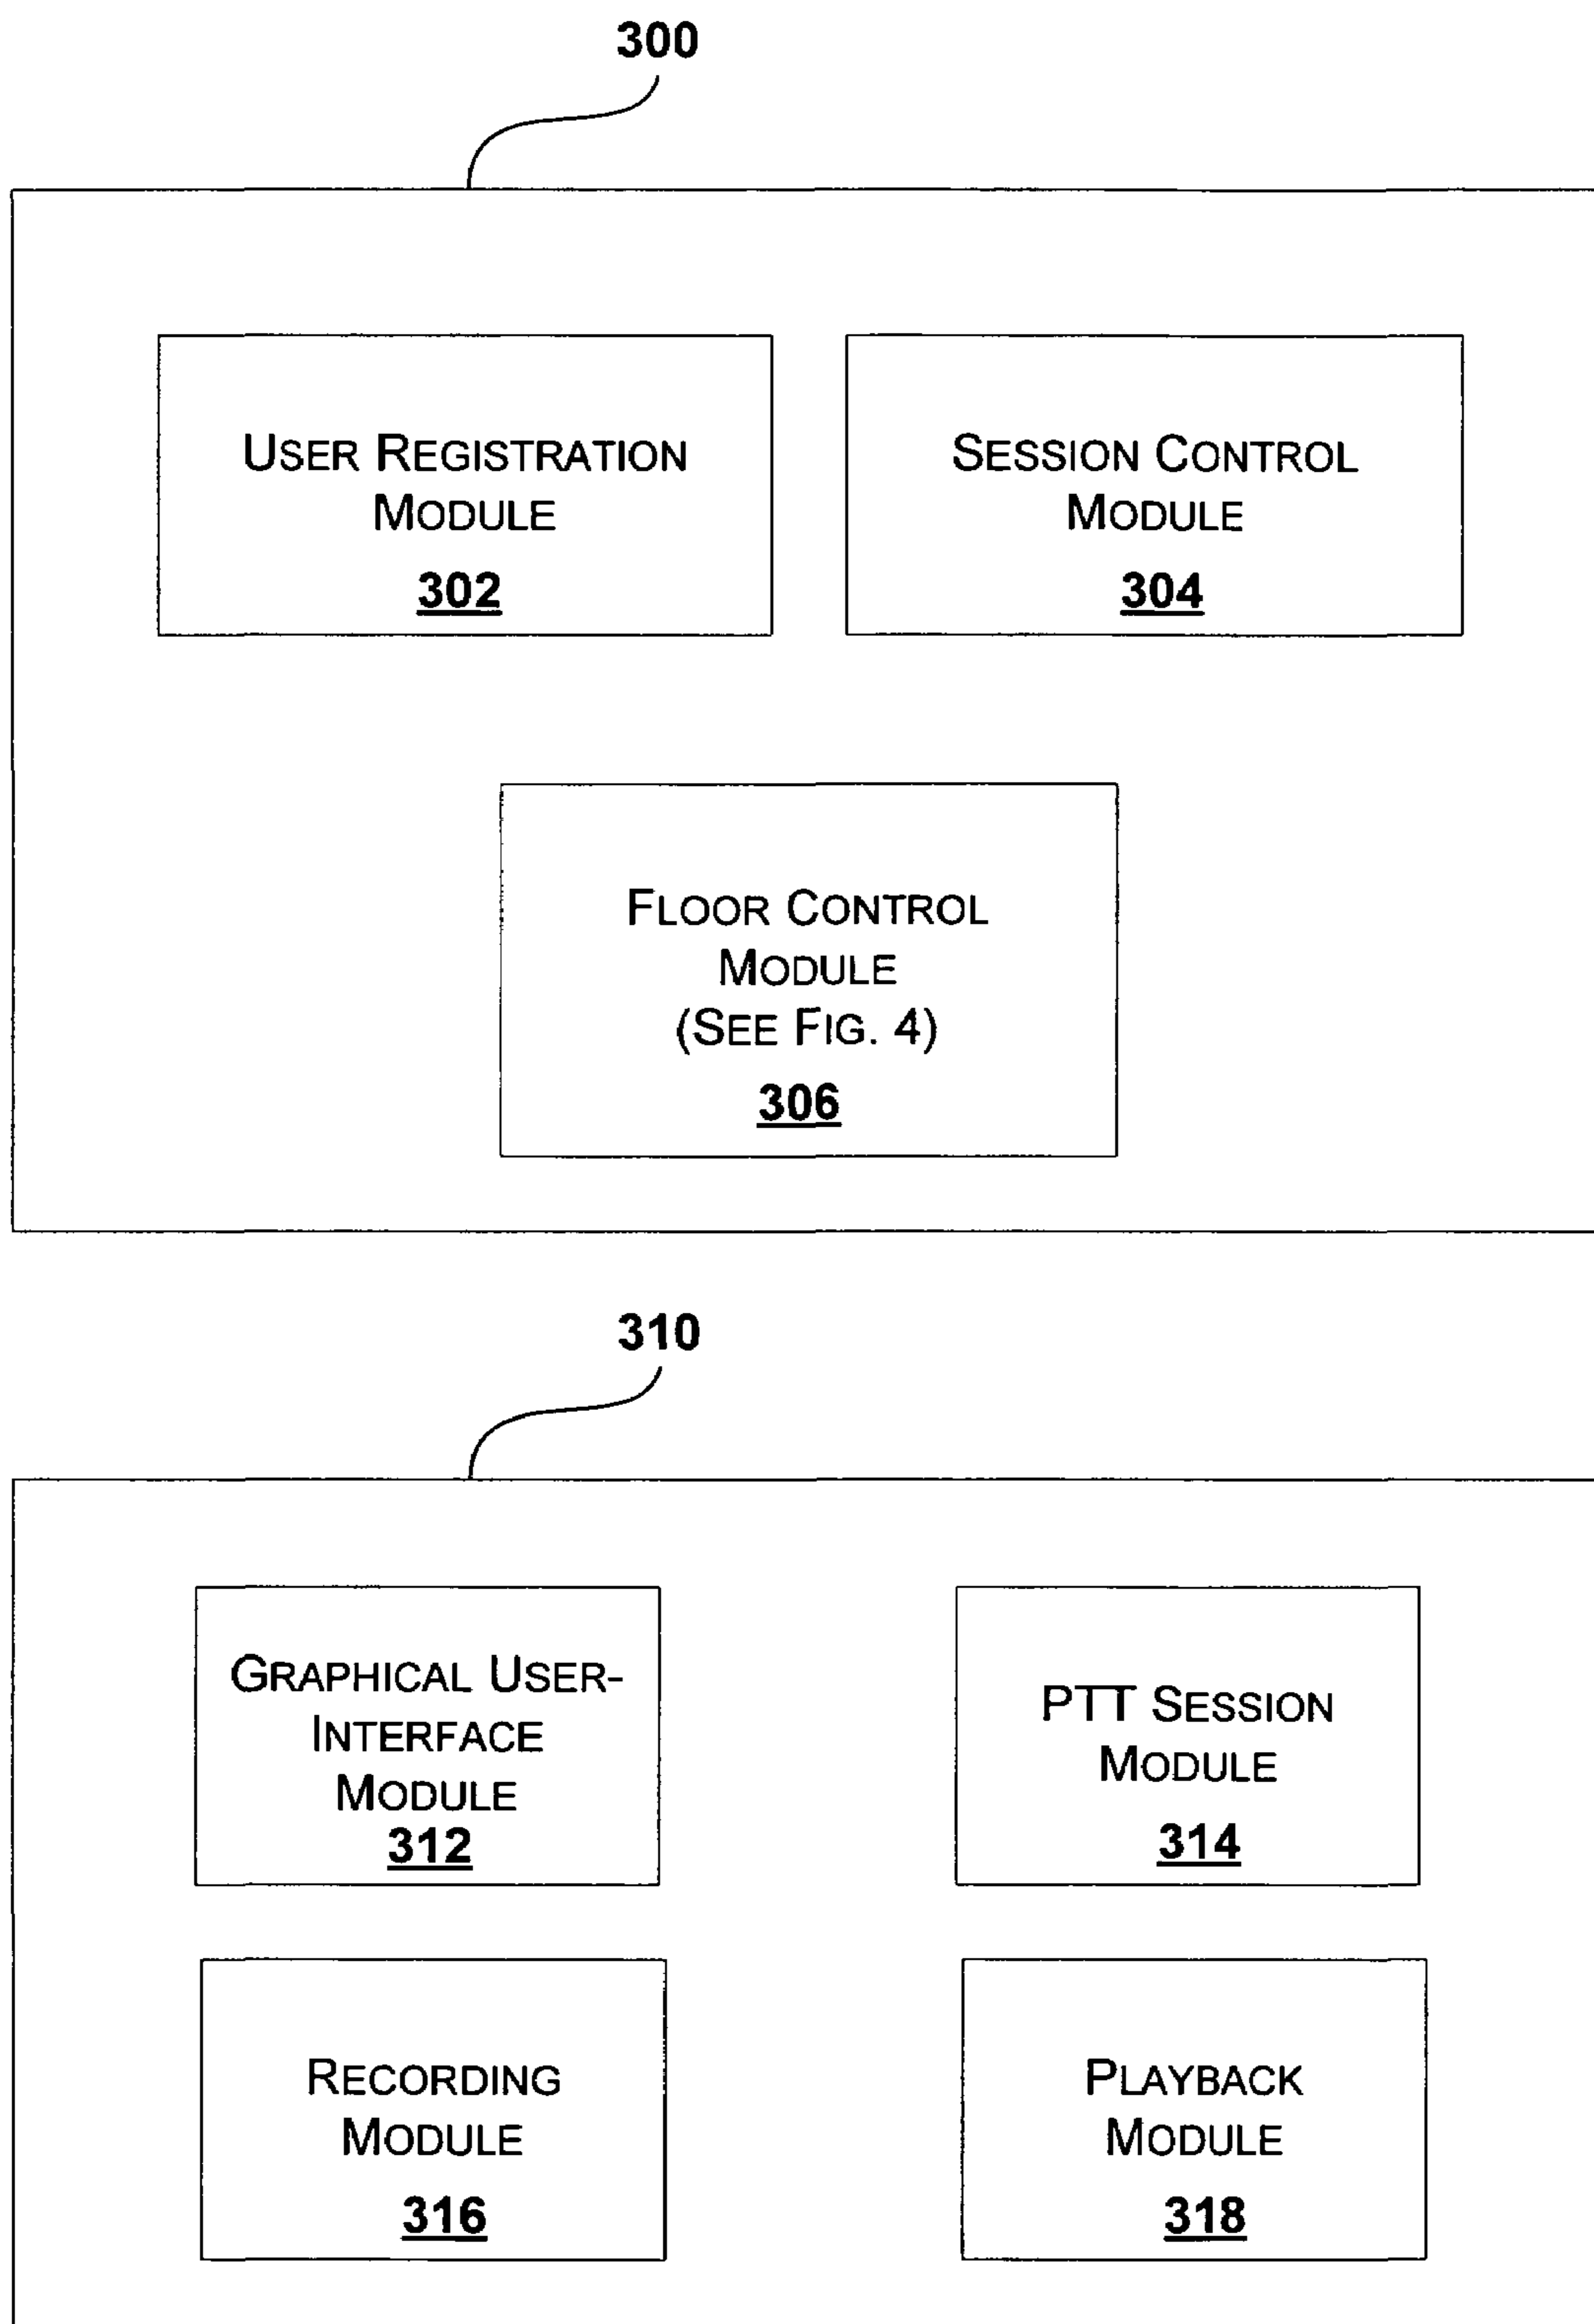 300
USER REGISTRATION
MODULE
302
SESSION CONTROL
MODULE
304
FLOOR CONTROL
MODULE
(SEE FIG. 4)
306
310
GRAPHICAL USER-
INTERFACE
MODULE
312
PTT SESSION
MODULE
314
RECORDING
MODULE
316
PLAYBACK
MODULE
318